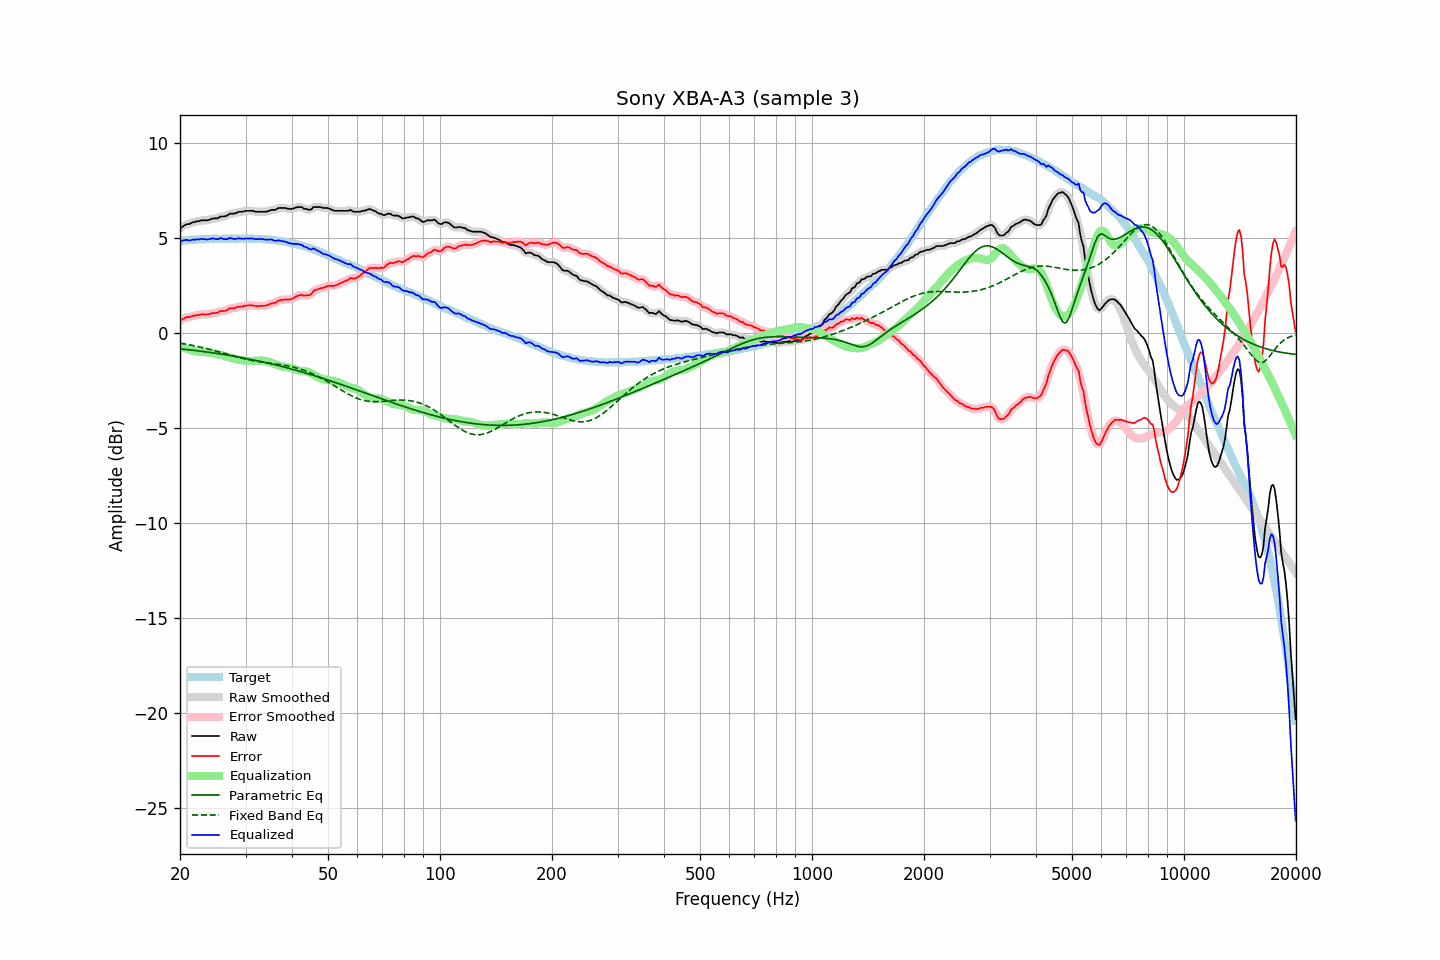 Sony XBA-A3 (sample 3)
Amplitude (dBr)
10
5
0
−5
−10
−15
−20
−25
Target
Raw Smoothed
Error Smoothed
Raw
Error
Equalization
Parametric Eq
Fixed Band Eq
Equalized
20 50 100 200 500 1000 2000 5000 10000 20000
Frequency (Hz)